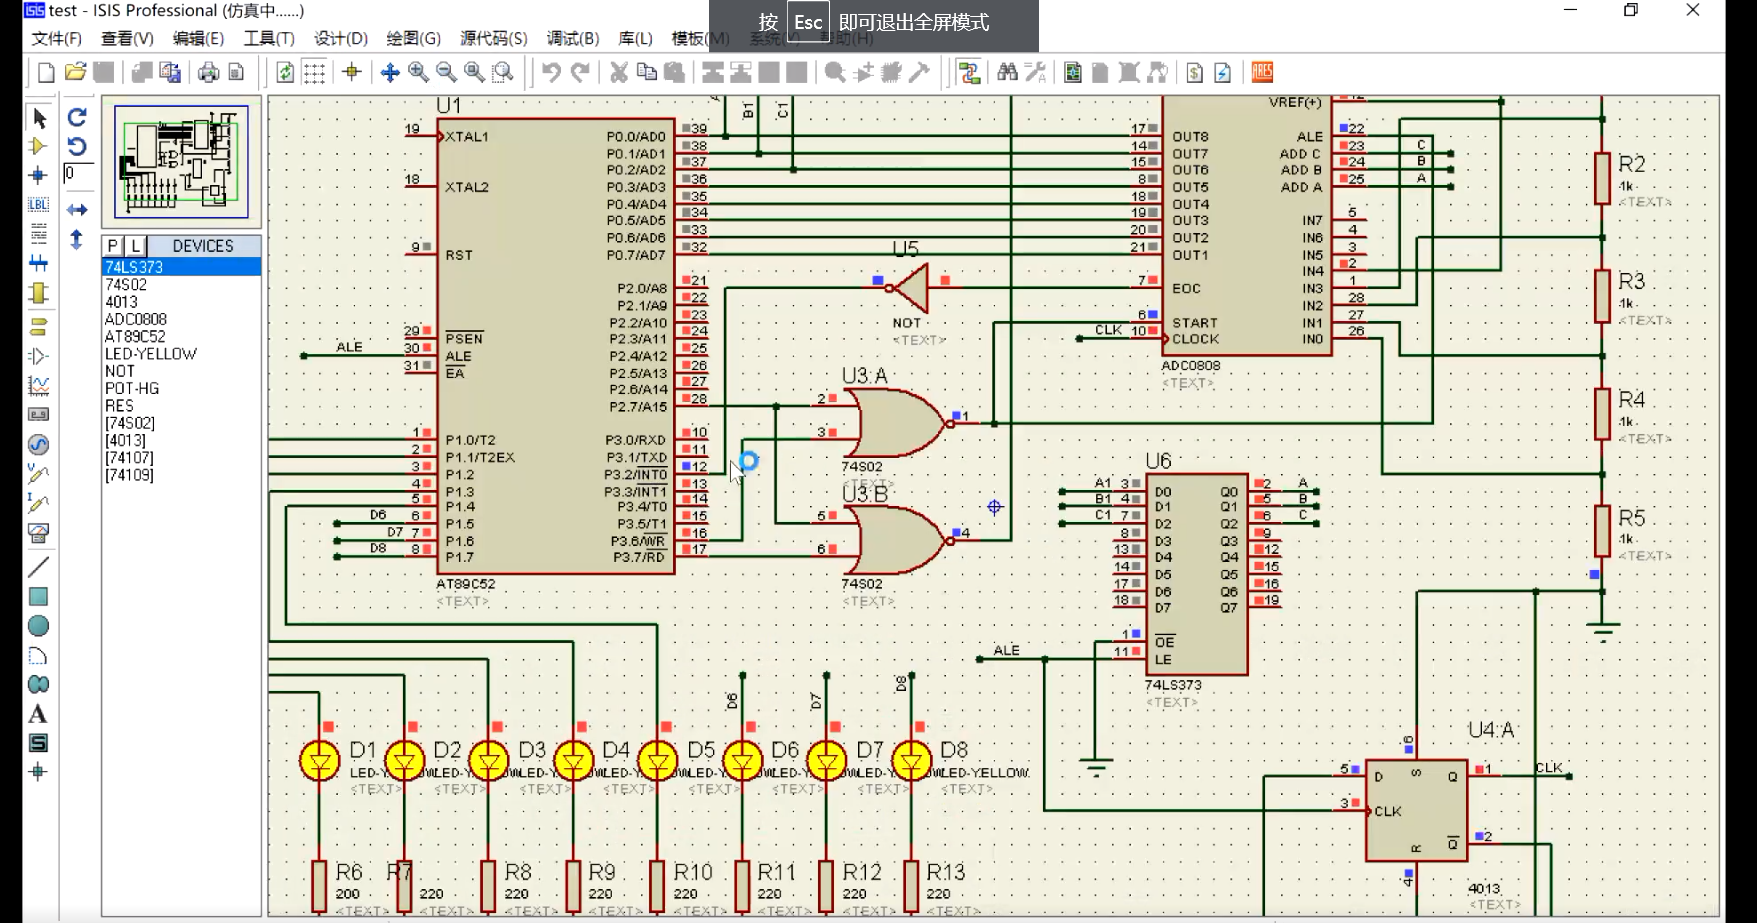 test - ISIS Professional (仿真中......)
按 Esc 即可退出全屏模式
文件(F) 查看(V) 编辑(E) 工具(T) 设计(D) 绘图(G) 源代码(S) 调试(B) 库(L) 模板(M) 系统(Y) 帮助(H)
ARES
0
LBL
P L DEVICES
74LS373
74S02
4013
ADC0808
AT89C52
LED-YELLOW
NOT
POT-HG
RES
[74S02]
[4013]
[74107]
[74109]
U1
19 XTAL1
18 XTAL2
9 RST
29 PSEN
ALE 30 ALE
31 EA
1 P1.0/T2
2 P1.1/T2EX
3 P1.2
4 P1.3
5 P1.4
D6 6 P1.5
D7 7 P1.6
D8 8 P1.7
P0.0/AD0 39
P0.1/AD1 38
P0.2/AD2 37
P0.3/AD3 36
P0.4/AD4 35
P0.5/AD5 34
P0.6/AD6 33
P0.7/AD7 32
P2.0/A8 21
P2.1/A9 22
P2.2/A10 23
P2.3/A11 24
P2.4/A12 25
P2.5/A13 26
P2.6/A14 27
P2.7/A15 28
P3.0/RXD 10
P3.1/TXD 11
P3.2/INT0 12
P3.3/INT1 13
P3.4/T0 14
P3.5/T1 15
P3.6/WR 16
P3.7/RD 17
AT89C52
<TEXT>
B1
C1
U5
NOT
<TEXT>
17 OUT8
14 OUT7
15 OUT6
8 OUT5
18 OUT4
19 OUT3
20 OUT2
21 OUT1
7 EOC
6 START
CLK 10 CLOCK
VREF(+) 12
ALE 22
ADD C 23 C
ADD B 24 B
ADD A 25 A
IN7 5
IN6 4
IN5 3
IN4 2
IN3 1
IN2 28
IN1 27
IN0 26
ADC0808
<TEXT>
R2
1k
<TEXT>
R3
1k
<TEXT>
R4
1k
<TEXT>
R5
1k
<TEXT>
U3:A
2
3
1
74S02
<TEXT>
U3:B
5
6
4
74S02
<TEXT>
U6
A1 3 D0 Q0 2 A
B1 4 D1 Q1 5 B
C1 7 D2 Q2 6 C
8 D3 Q3 9
13 D4 Q4 12
14 D5 Q5 15
17 D6 Q6 16
18 D7 Q7 19
1 OE
ALE 11 LE
74LS373
<TEXT>
U4:A
6
5 D S Q 1 CLK
3 CLK
R Q 2
4
4013
<TEXT>
D6 D7 D8
D1 D2 D3 D4 D5 D6 D7 D8
LED-YELLOW
<TEXT> <TEXT> <TEXT> <TEXT> <TEXT> <TEXT> <TEXT> <TEXT>
R6 R7 R8 R9 R10 R11 R12 R13
200 220 220 220 220 220 220 220
<TEXT> <TEXT> <TEXT> <TEXT> <TEXT> <TEXT> <TEXT> <TEXT>